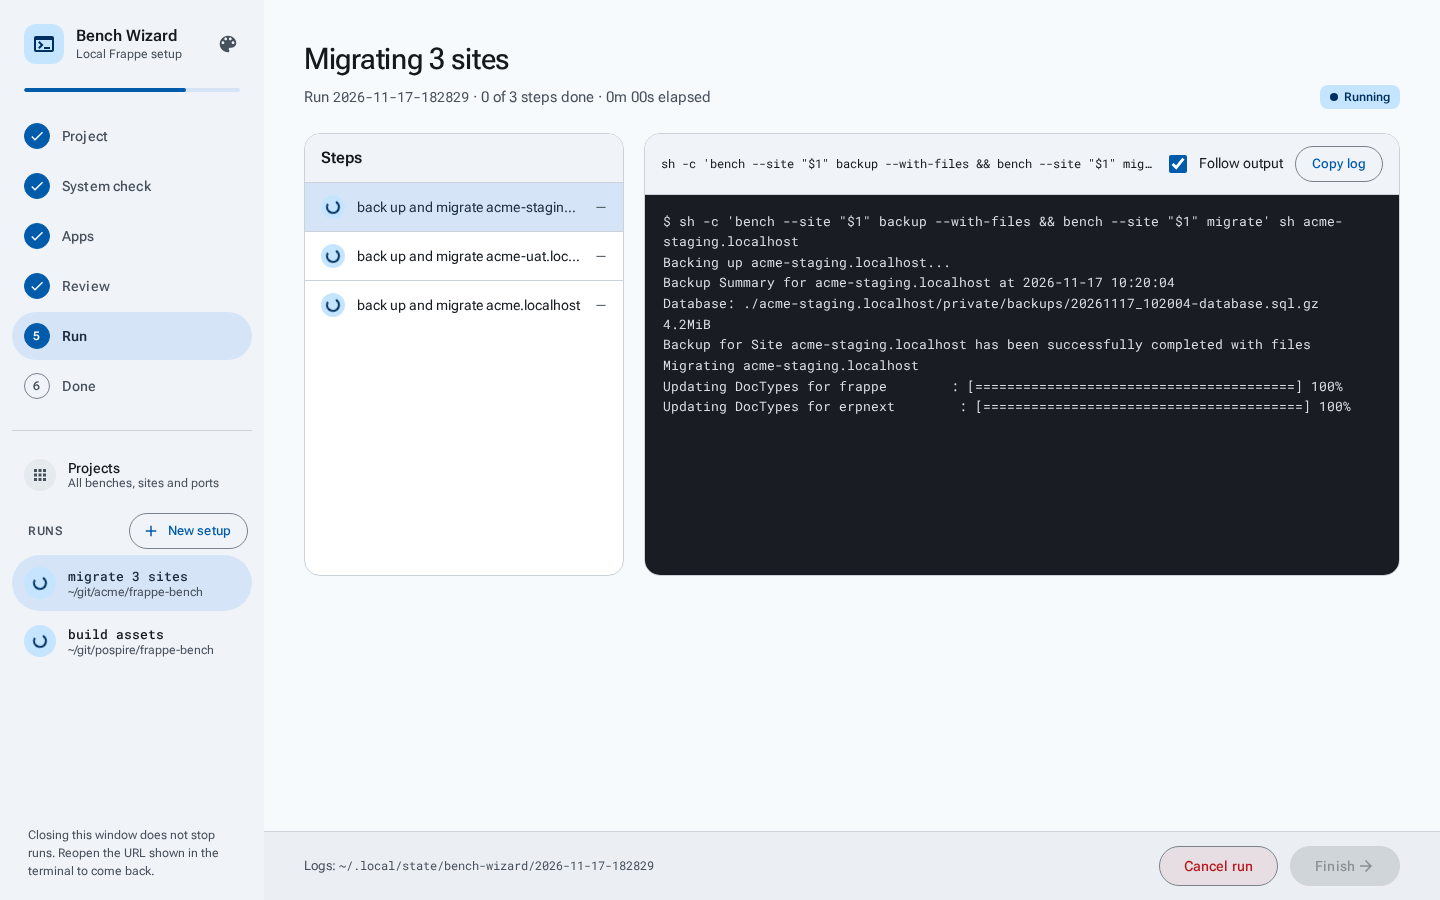 Bench Wizard
Local Frappe setup
Project
System check
Apps
Review
5
Run
6
Done
Projects
All benches, sites and ports
RUNS
New setup
migrate 3 sites
~/git/acme/frappe-bench
build assets
~/git/pospire/frappe-bench
Closing this window does not stop
runs. Reopen the URL shown in the
terminal to come back.
Migrating 3 sites
Run 2026-11-17-182829 · 0 of 3 steps done · 0m 00s elapsed
Running
Steps
back up and migrate acme-stagin... —
back up and migrate acme-uat.loc... —
back up and migrate acme.localhost —
sh -c 'bench --site "$1" backup --with-files && bench --site "$1" mig…
Follow output
Copy log
$ sh -c 'bench --site "$1" backup --with-files && bench --site "$1" migrate' sh acme-
staging.localhost
Backing up acme-staging.localhost...
Backup Summary for acme-staging.localhost at 2026-11-17 10:20:04
Database: ./acme-staging.localhost/private/backups/20261117_102004-database.sql.gz
4.2MiB
Backup for Site acme-staging.localhost has been successfully completed with files
Migrating acme-staging.localhost
Updating DocTypes for frappe        : [========================================] 100%
Updating DocTypes for erpnext        : [========================================] 100%
Logs: ~/.local/state/bench-wizard/2026-11-17-182829
Cancel run
Finish